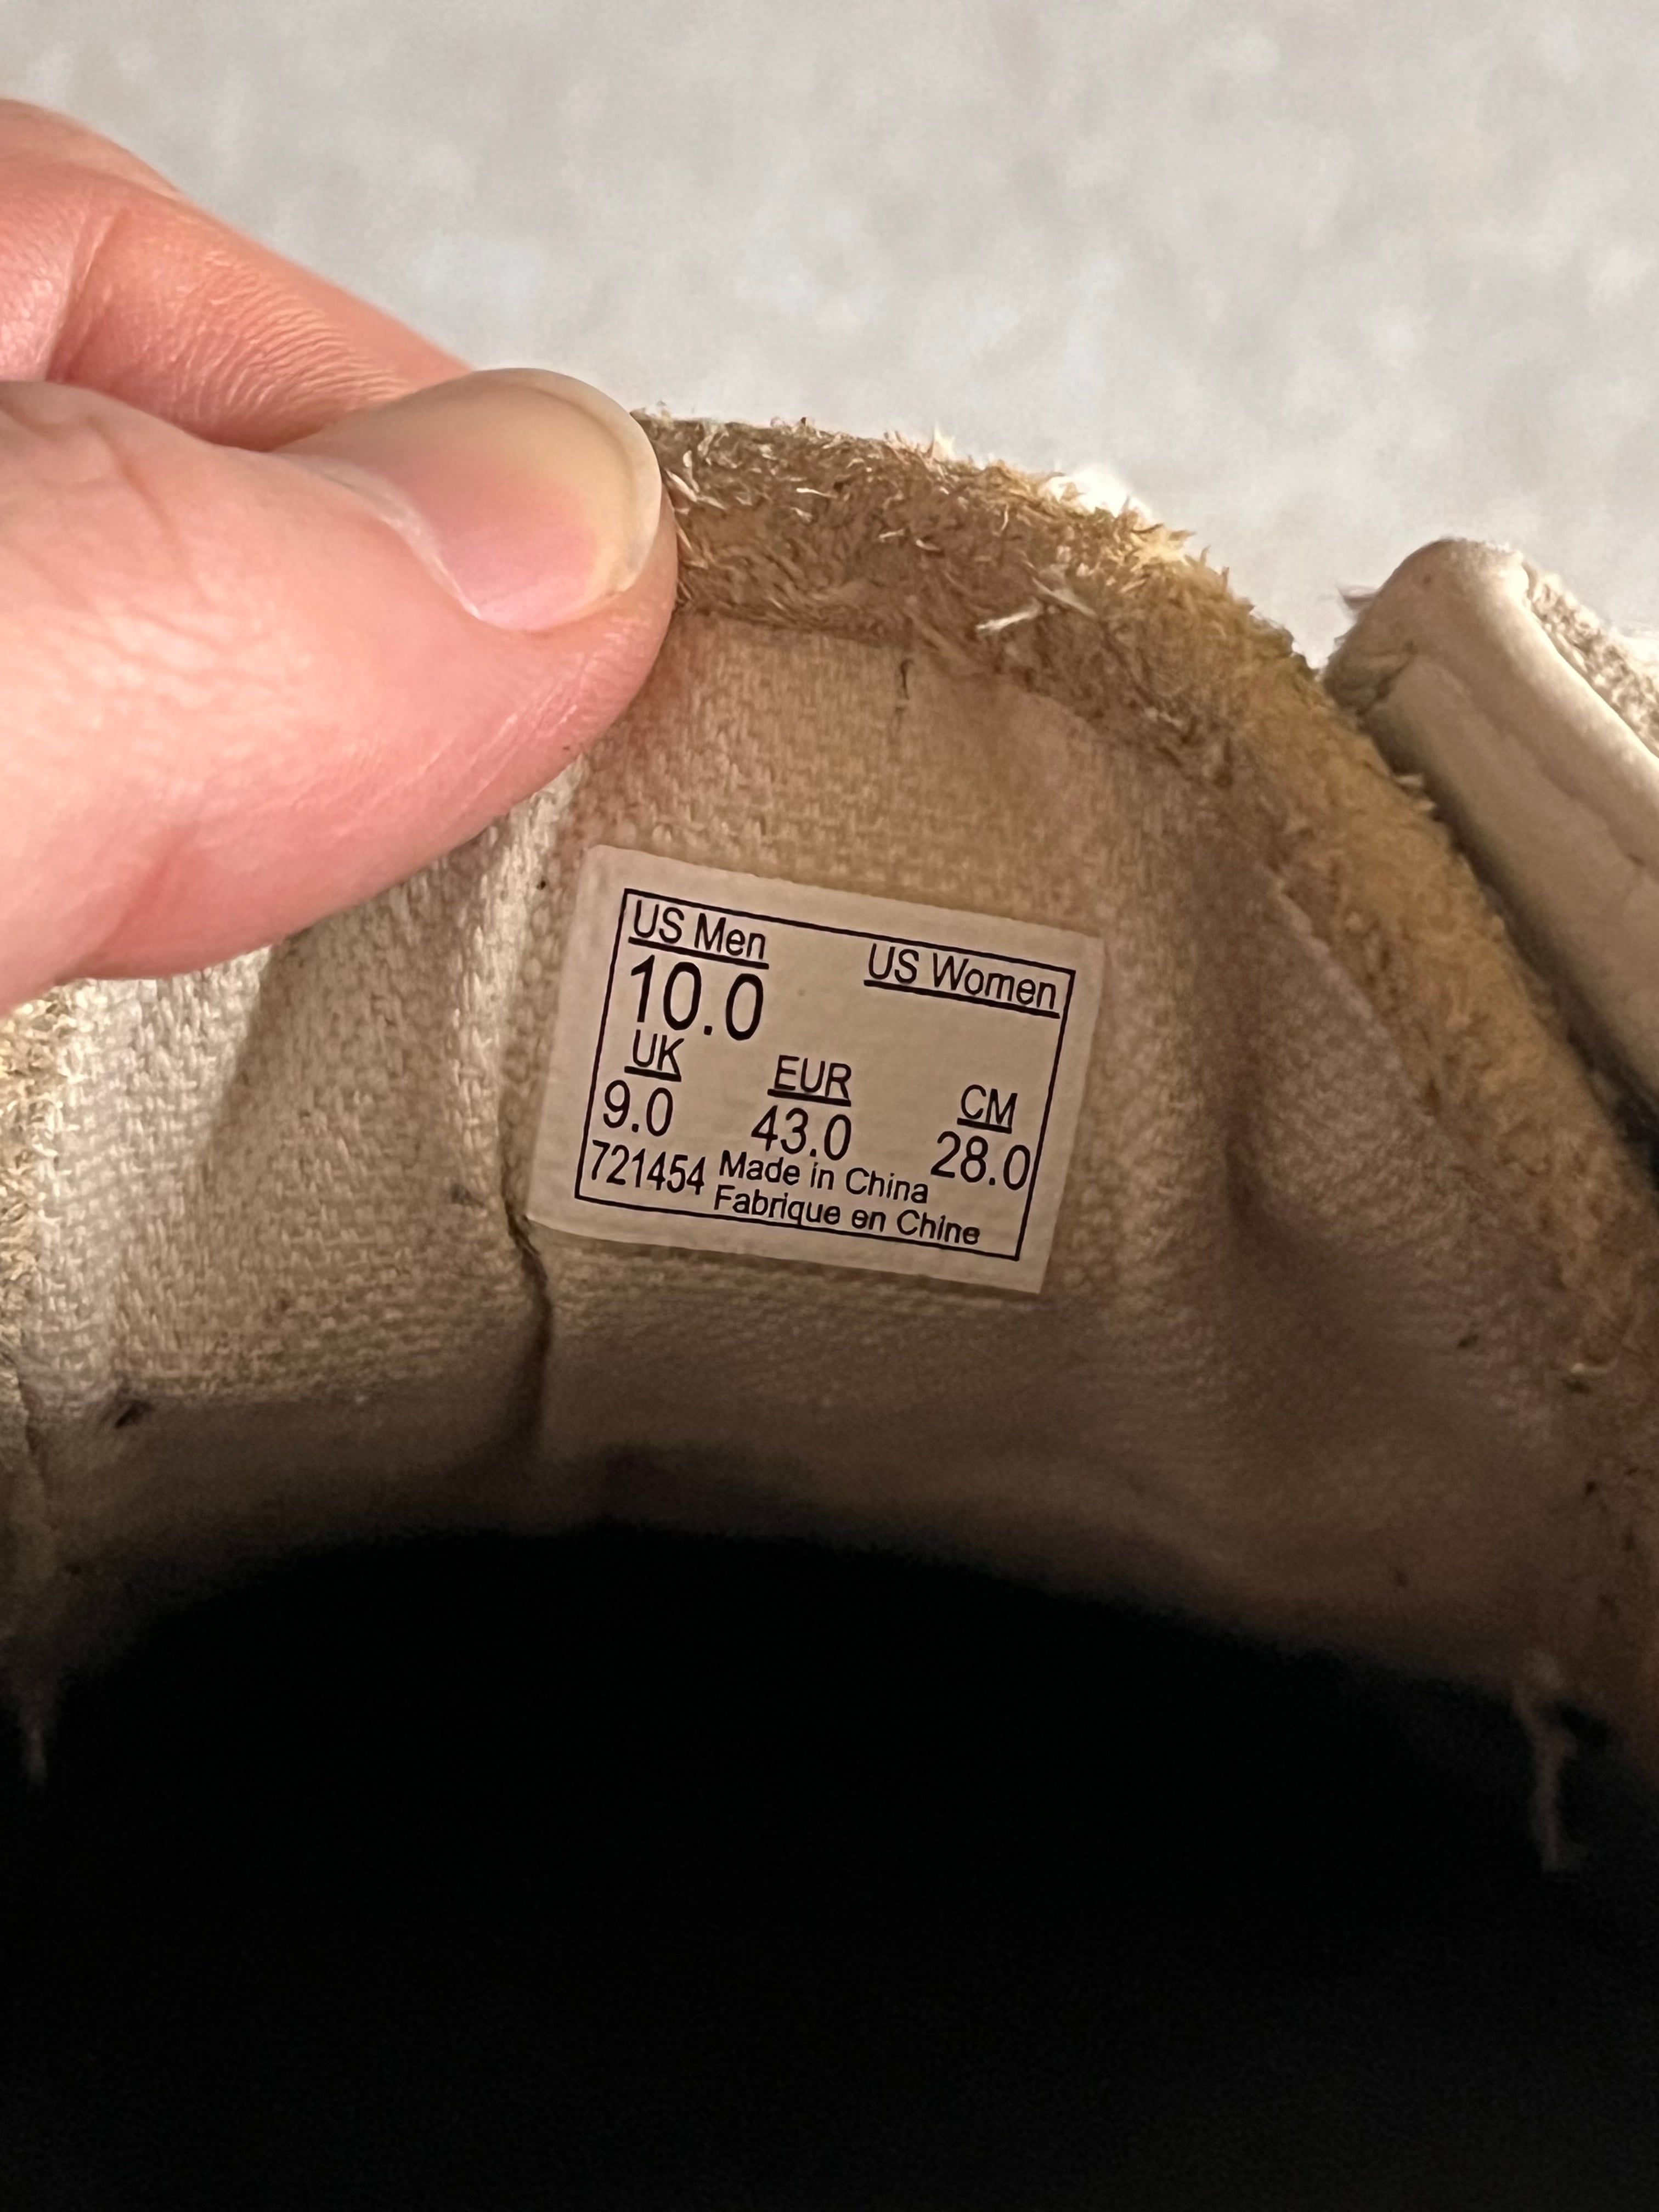 US Men US Women
10.0
UK EUR CM
9.0 43.0 28.0
721454 Made in China
Fabrique en Chine